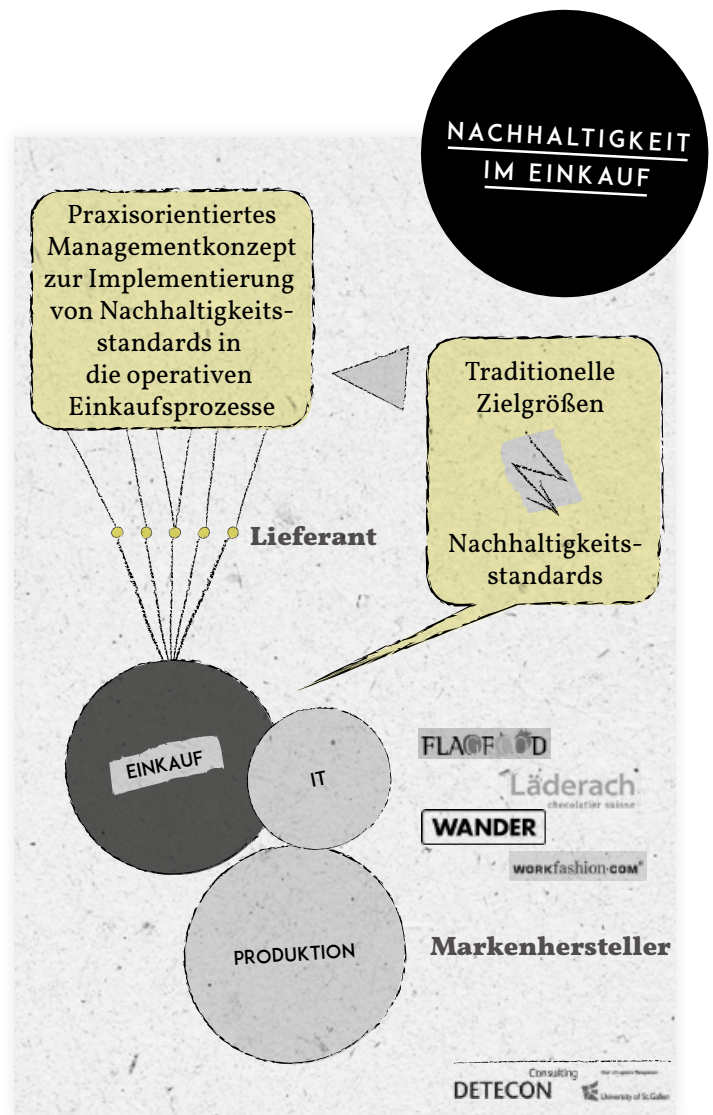 NACHHALTIGKEIT
IM EINKAUF
Praxisorientiertes
Managementkonzept
zur Implementierung
von Nachhaltigkeits-
standards in
die operativen
Einkaufsprozesse
Traditionelle
Zielgrößen
Nachhaltigkeits-
standards
Lieferant
EINKAUF
IT
FLAGFOOD
Läderach
chocolatier suisse
WANDER
workfashion.com®
PRODUKTION
Markenhersteller
Consulting
DETECON
University of St.Gallen